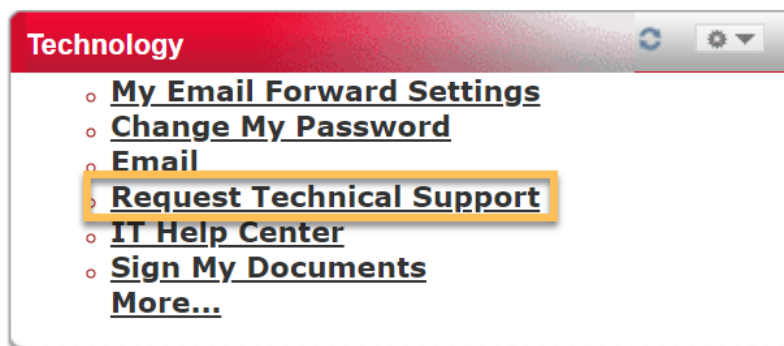 Technology
My Email Forward Settings
Change My Password
Email
Request Technical Support
IT Help Center
Sign My Documents
More...